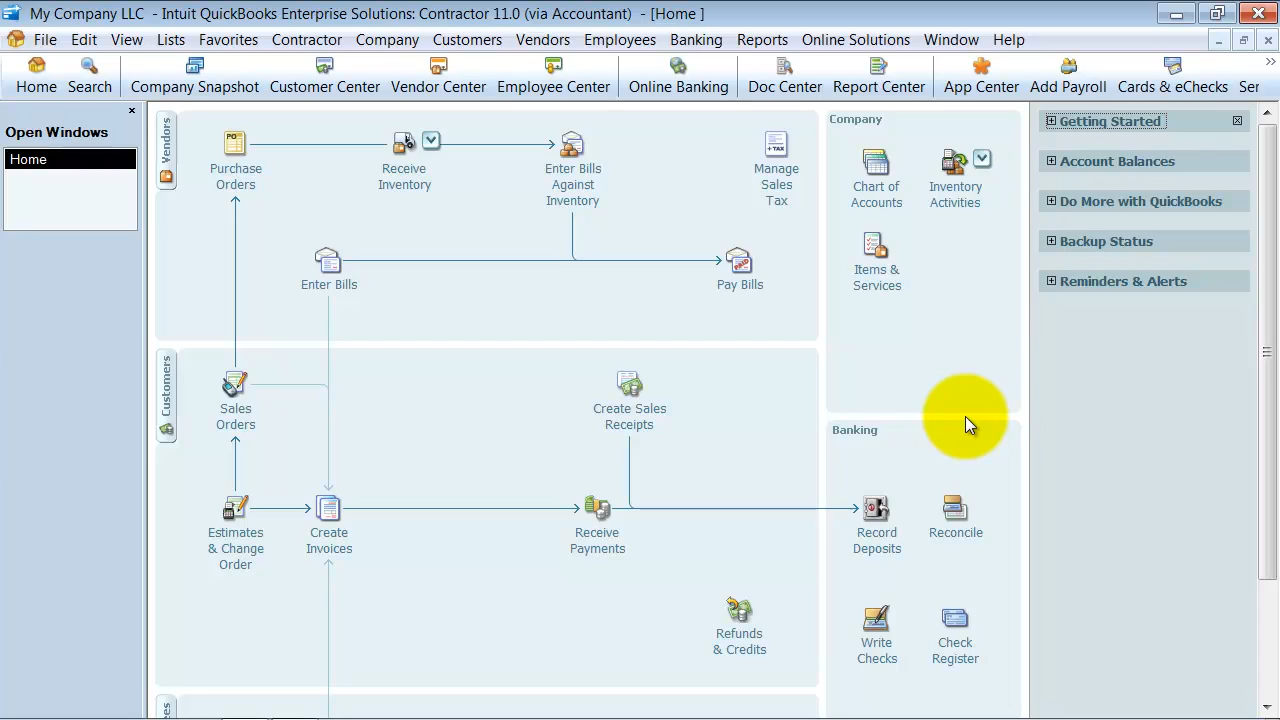 My Company LLC - Intuit QuickBooks Enterprise Solutions: Contractor 11.0 (via Accountant) - [Home ]
File Edit View Lists Favorites Contractor Company Customers Vendors Employees Banking Reports Online Solutions Window Help
Home Search Company Snapshot Customer Center Vendor Center Employee Center Online Banking Doc Center Report Center App Center Add Payroll Cards & eChecks Ser
Open Windows
Home
Vendors
PO
Purchase
Orders
Receive
Inventory
Enter Bills
Against
Inventory
+TAX
Manage
Sales
Tax
Enter Bills
Pay Bills
Customers
Sales
Orders
Create Sales
Receipts
Estimates
& Change
Order
Create
Invoices
Receive
Payments
Refunds
& Credits
ees
Company
Chart of
Accounts
Inventory
Activities
Items &
Services
Banking
Record
Deposits
Reconcile
Write
Checks
Check
Register
Getting Started
Account Balances
Do More with QuickBooks
Backup Status
Reminders & Alerts